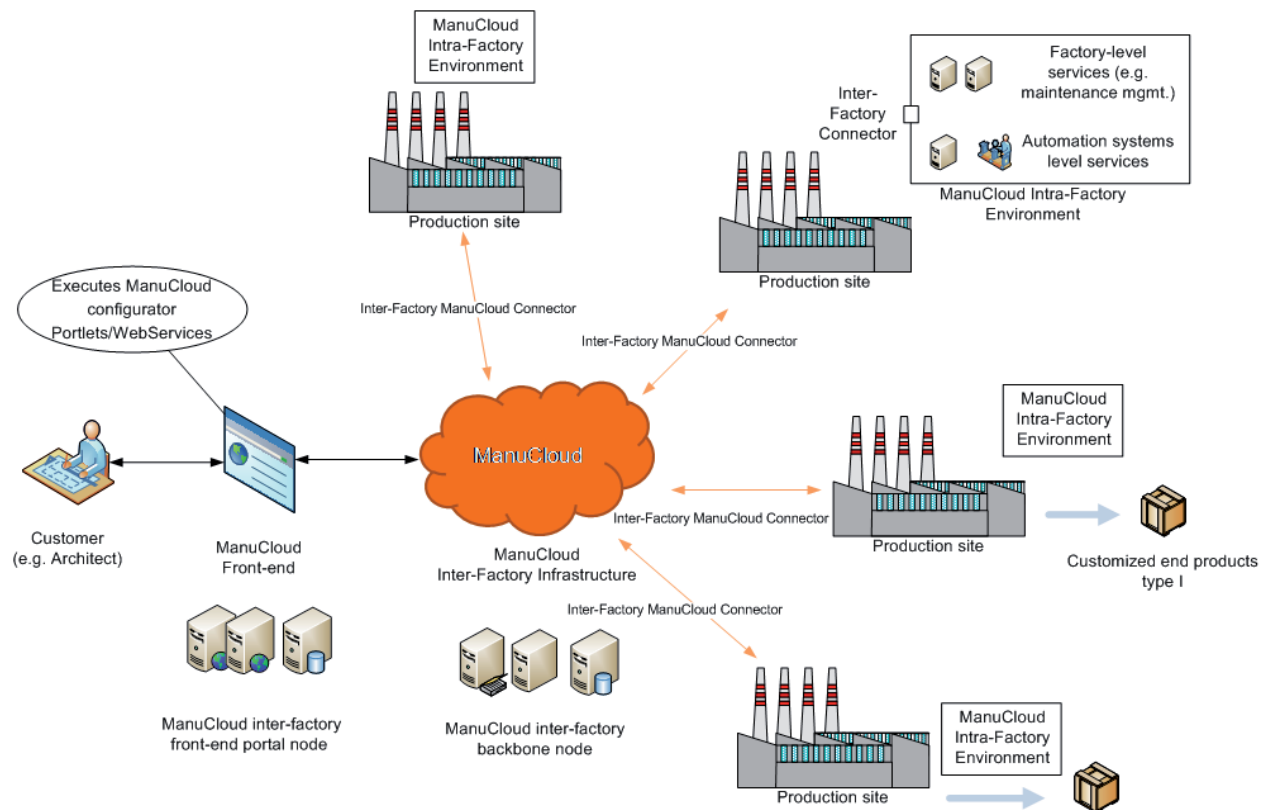 ManuCloud
Intra-Factory
Environment
Production site
Inter-
Factory
Connector
Factory-level
services (e.g.
maintenance mgmt.)
Automation systems
level services
ManuCloud Intra-Factory
Environment
Production site
Executes ManuCloud
configurator
Portlets/WebServices
Inter-Factory ManuCloud Connector
Inter-Factory ManuCloud Connector
Customer
(e.g. Architect)
ManuCloud
Front-end
ManuCloud
ManuCloud
Inter-Factory Infrastructure
Inter-Factory ManuCloud Connector
ManuCloud
Intra-Factory
Environment
Production site
Customized end products
type I
Inter-Factory ManuCloud Connector
ManuCloud inter-factory
front-end portal node
ManuCloud inter-factory
backbone node
ManuCloud
Intra-Factory
Environment
Production site